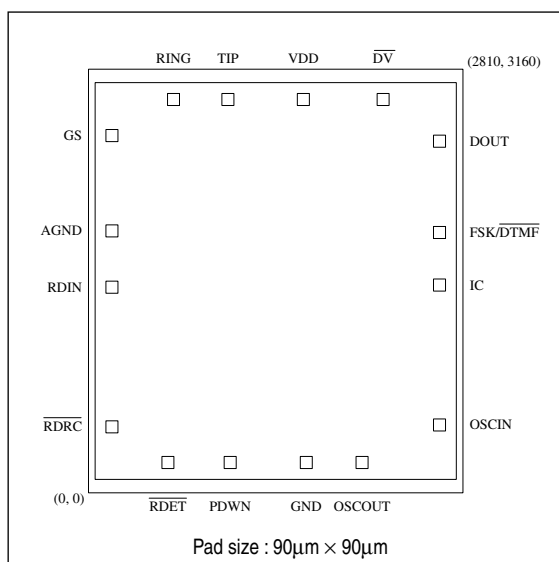 RING TIP VDD DV (2810, 3160)
GS DOUT
AGND FSK/DTMF
RDIN IC
RDRC OSCIN
(0, 0)
RDET PDWN GND OSCOUT
Pad size : 90µm × 90µm